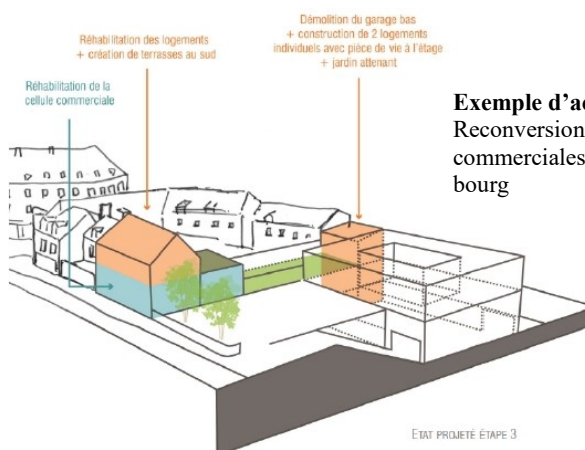 Démolition du garage bas
+ construction de 2 logements
individuels avec pièce de vie à l'étage
+ jardin attenant
Réhabilitation des logements
+ création de terrasses au sud
Réhabilitation de la
cellule commerciale
Exemple d'a
Reconversion
commerciales
bourg
ETAT PROJETÉ ÉTAPE 3